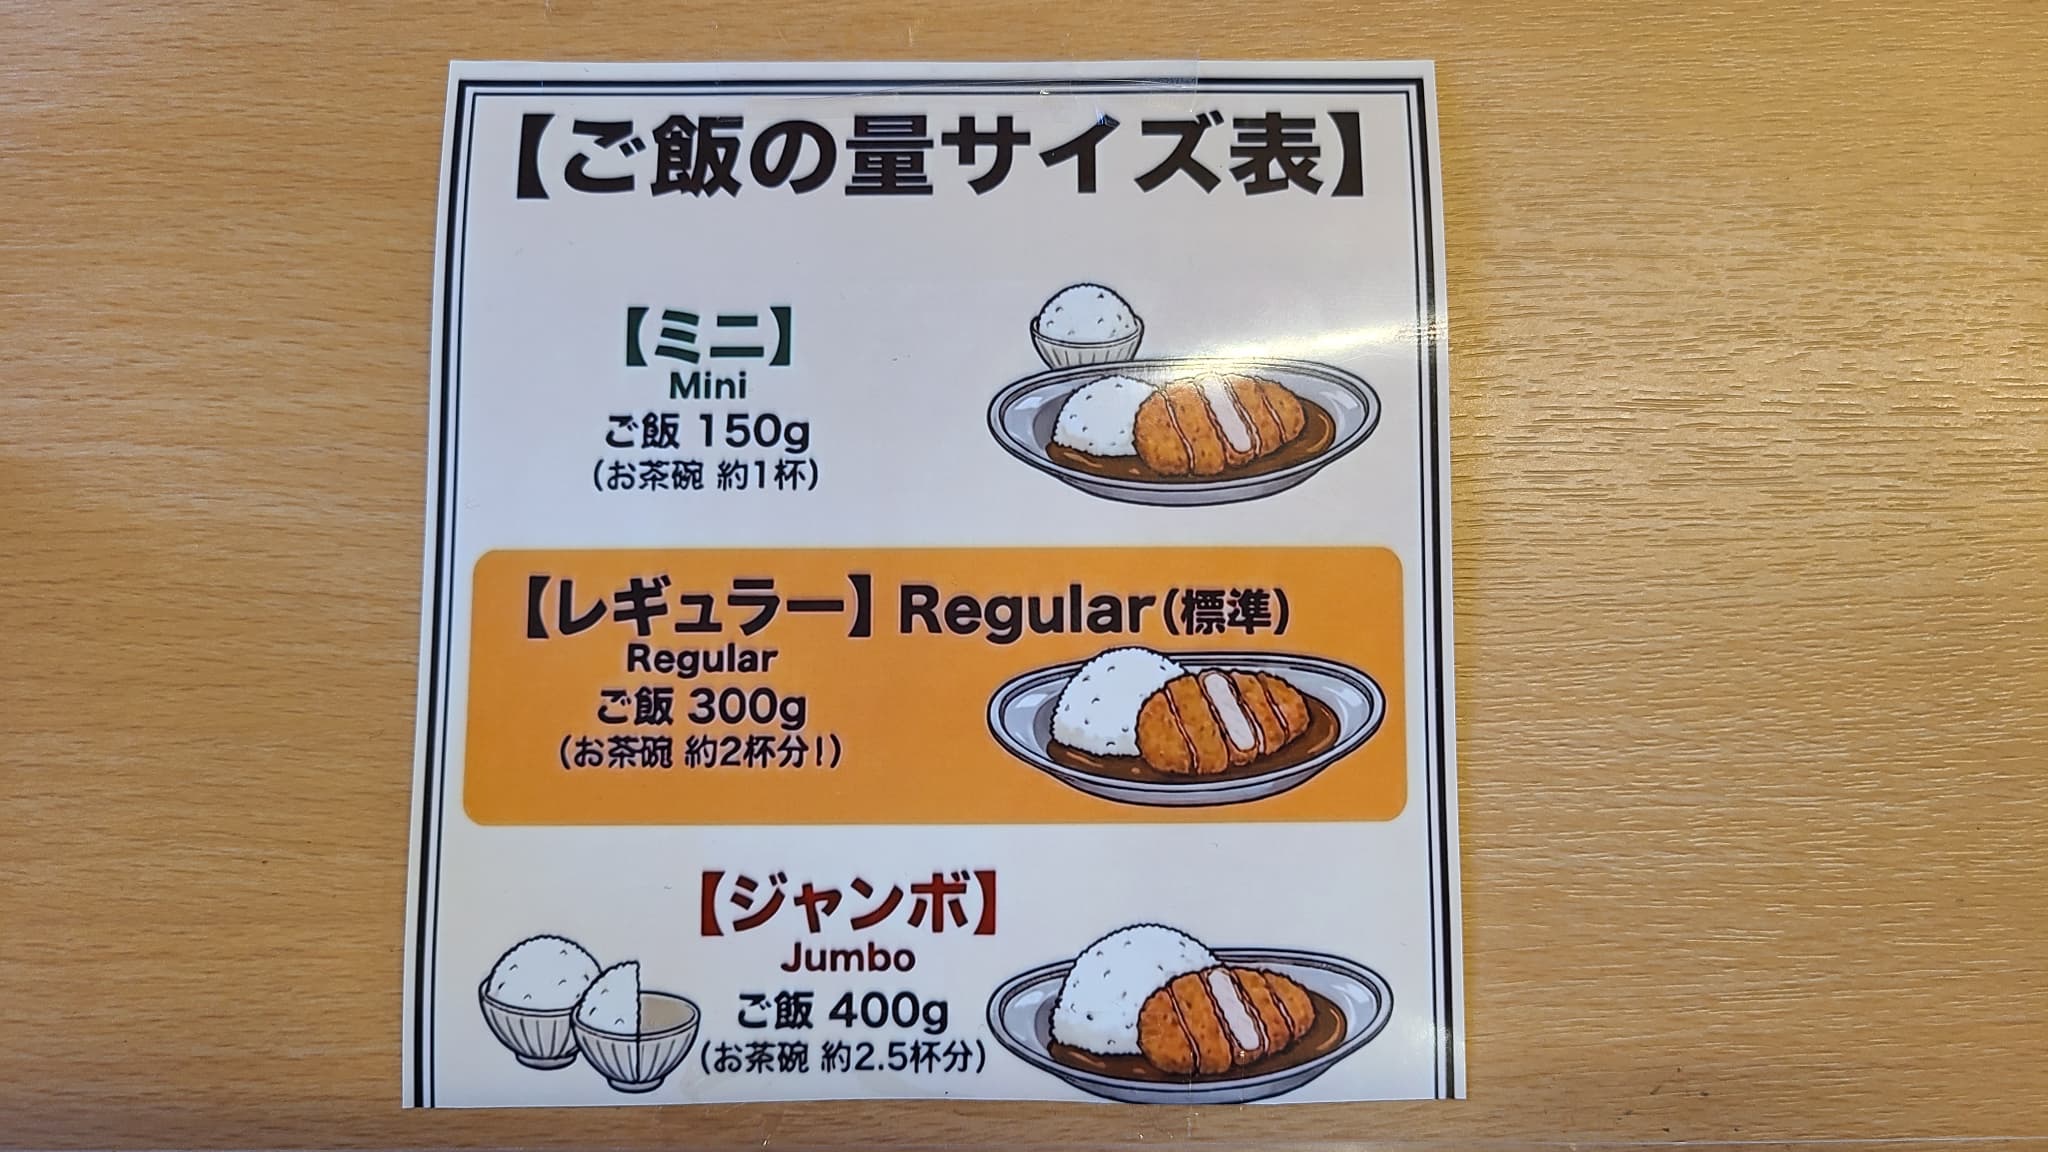 【ご飯の量サイズ表】
【ミニ】
Mini
ご飯 150g
(お茶碗 約1杯)
【レギュラー】Regular(標準)
Regular
ご飯 300g
(お茶碗 約2杯分!)
【ジャンボ】
Jumbo
ご飯 400g
(お茶碗 約2.5杯分)